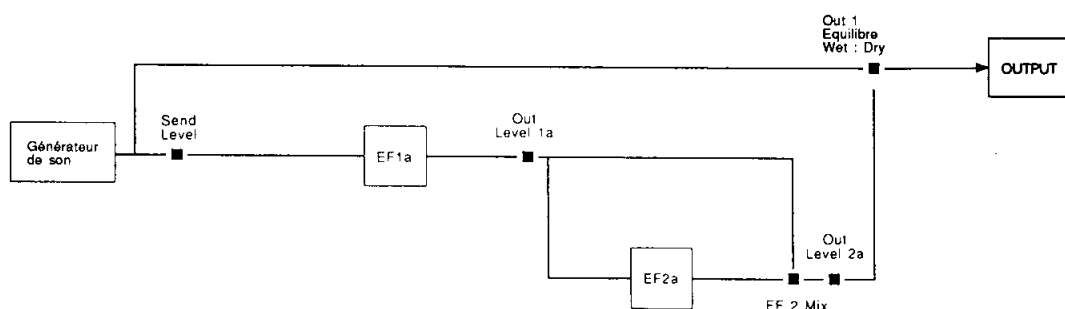 Out 1
Equilibre
Wet : Dry
OUTPUT
Send
Level
Out
Level 1a
Générateur
de son
EF1a
Out
Level 2a
EF2a
EF 2 Mix